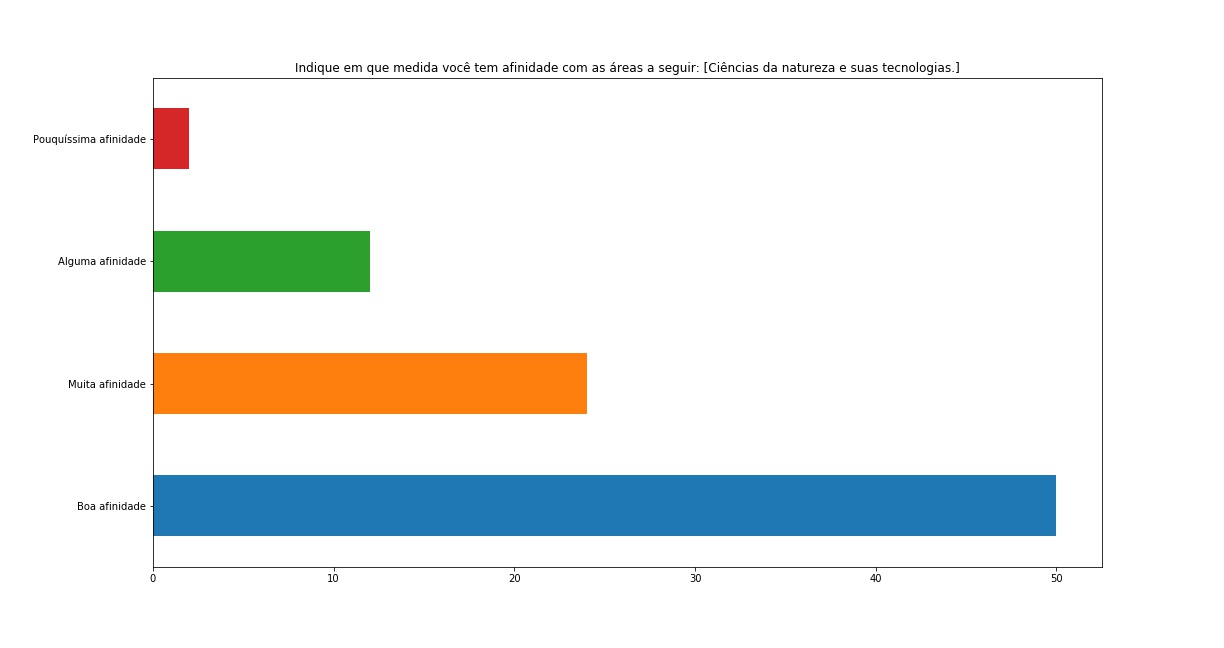 Indique em que medida você tem afinidade com as áreas a seguir: [Ciências da natureza e suas tecnologias.]
Pouquíssima afinidade
Alguma afinidade
Muita afinidade
Boa afinidade
0 10 20 30 40 50